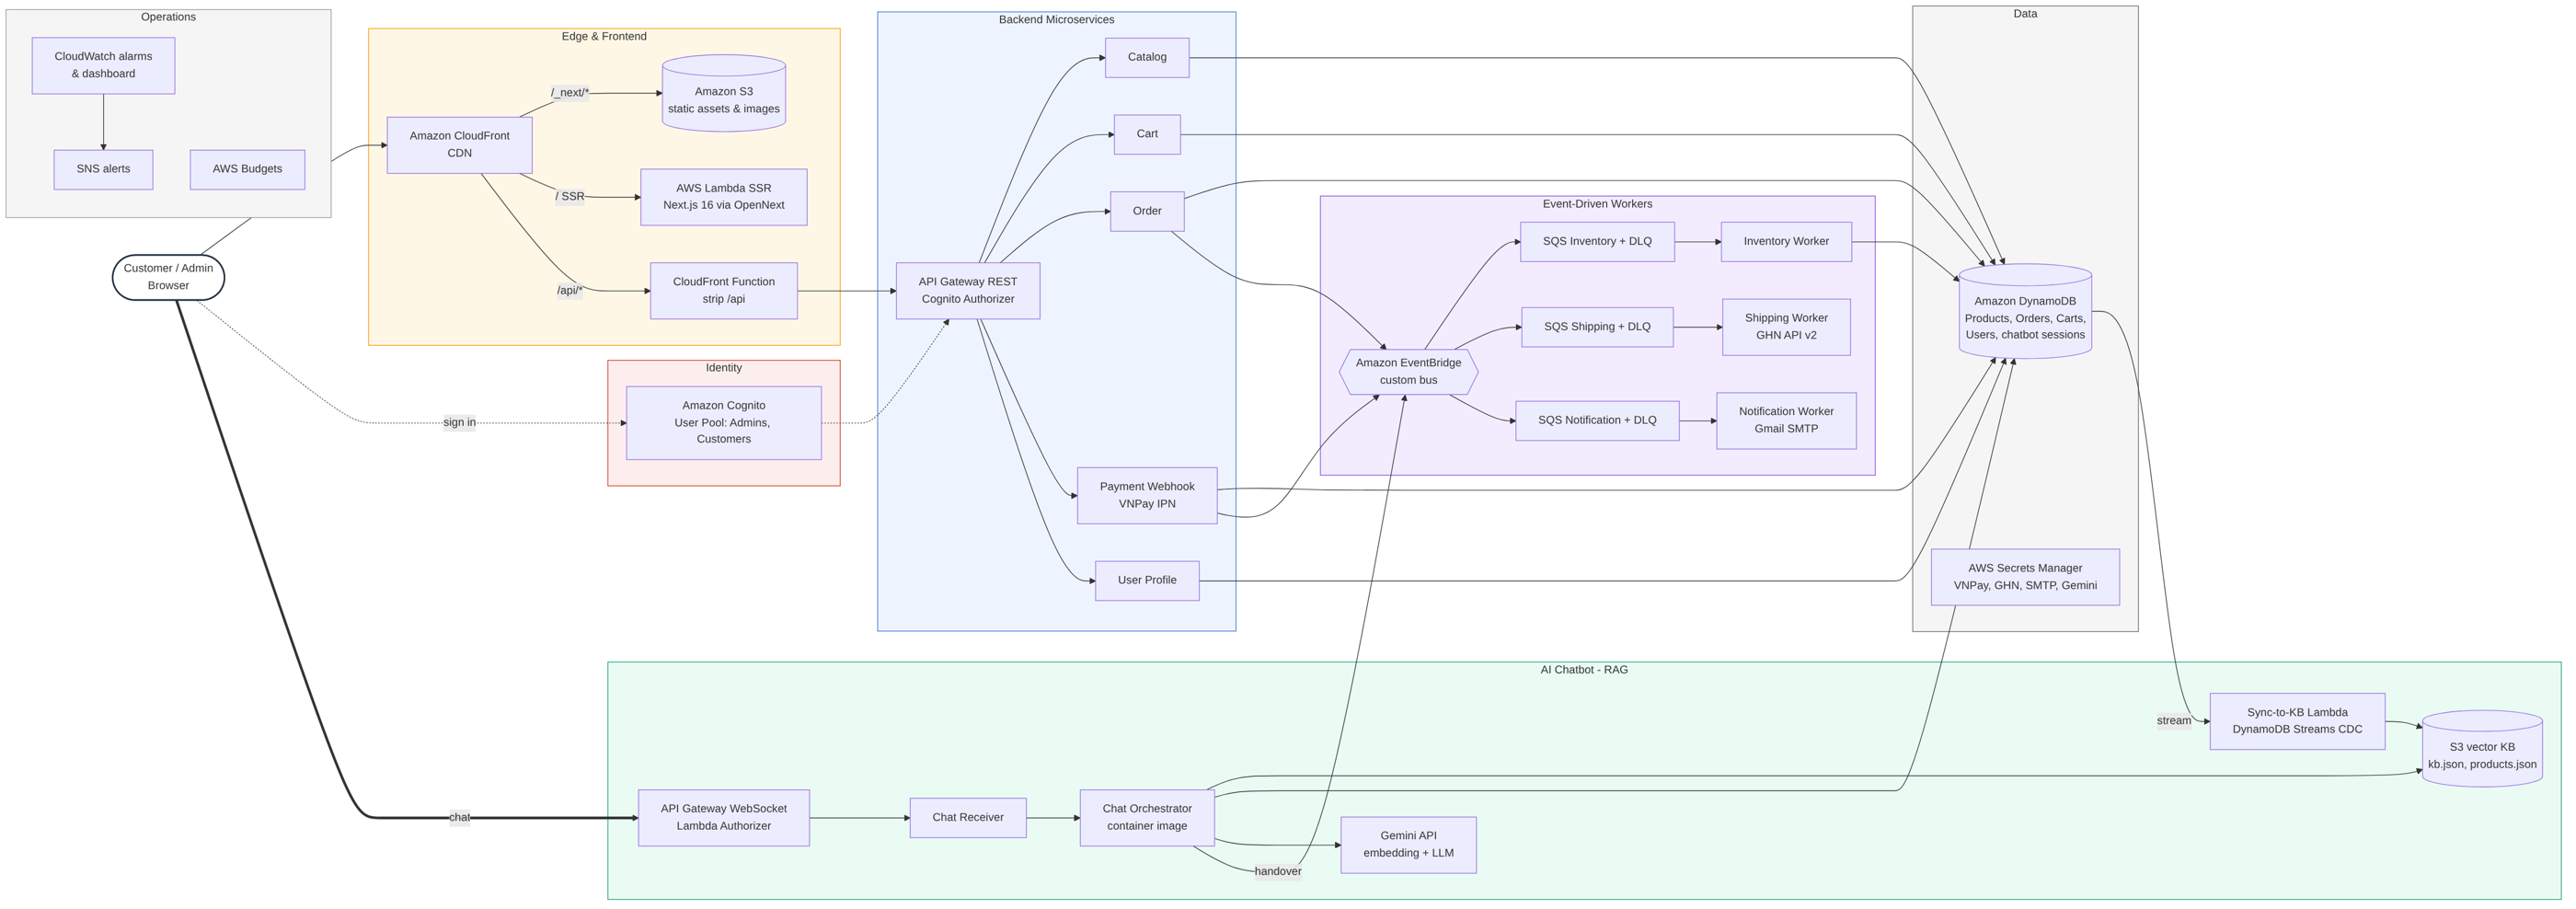 Operations
CloudWatch alarms
& dashboard
SNS alerts
AWS Budgets
Customer / Admin
Browser
Edge & Frontend
Amazon CloudFront
CDN
/_next/*
/ SSR
/api/*
Amazon S3
static assets & images
AWS Lambda SSR
Next.js 16 via OpenNext
CloudFront Function
strip /api
Identity
sign in
Amazon Cognito
User Pool: Admins,
Customers
Backend Microservices
API Gateway REST
Cognito Authorizer
Catalog
Cart
Order
Payment Webhook
VNPay IPN
User Profile
Event-Driven Workers
Amazon EventBridge
custom bus
SQS Inventory + DLQ
Inventory Worker
SQS Shipping + DLQ
Shipping Worker
GHN API v2
SQS Notification + DLQ
Notification Worker
Gmail SMTP
Data
Amazon DynamoDB
Products, Orders, Carts,
Users, chatbot sessions
AWS Secrets Manager
VNPay, GHN, SMTP, Gemini
AI Chatbot - RAG
chat
API Gateway WebSocket
Lambda Authorizer
Chat Receiver
Chat Orchestrator
container image
handover
Gemini API
embedding + LLM
stream
Sync-to-KB Lambda
DynamoDB Streams CDC
S3 vector KB
kb.json, products.json